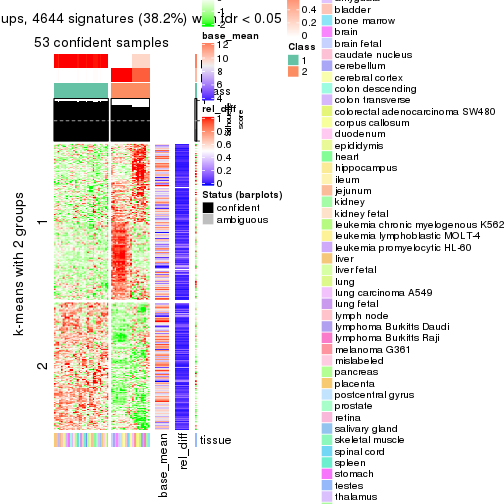 ups, 4644 signatures (38.2%) w fdr < 0.05
53 confident samples
k-means with 2 groups
1
2
base_mean
rel_diff
tissue
-1
-2
base_mean
12
10
8
6
4
rel_diff
1
0.8
0.6
0.4
0.2
0
Silhouette
score
Status (barplots)
confident
ambiguous
0.4
0.2
0
Class
1
2
bladder
bone marrow
brain
brain fetal
caudate nucleus
cerebellum
cerebral cortex
colon descending
colon transverse
colorectal adenocarcinoma SW480
corpus callosum
duodenum
epididymis
heart
hippocampus
ileum
jejunum
kidney
kidney fetal
leukemia chronic myelogenous K562
leukemia lymphoblastic MOLT-4
leukemia promyelocytic HL-60
liver
liver fetal
lung
lung carcinoma A549
lung fetal
lymph node
lymphoma Burkitts Daudi
lymphoma Burkitts Raji
melanoma G361
mislabeled
pancreas
placenta
postcentral gyrus
prostate
retina
salivary gland
skeletal muscle
spinal cord
spleen
stomach
testes
thalamus